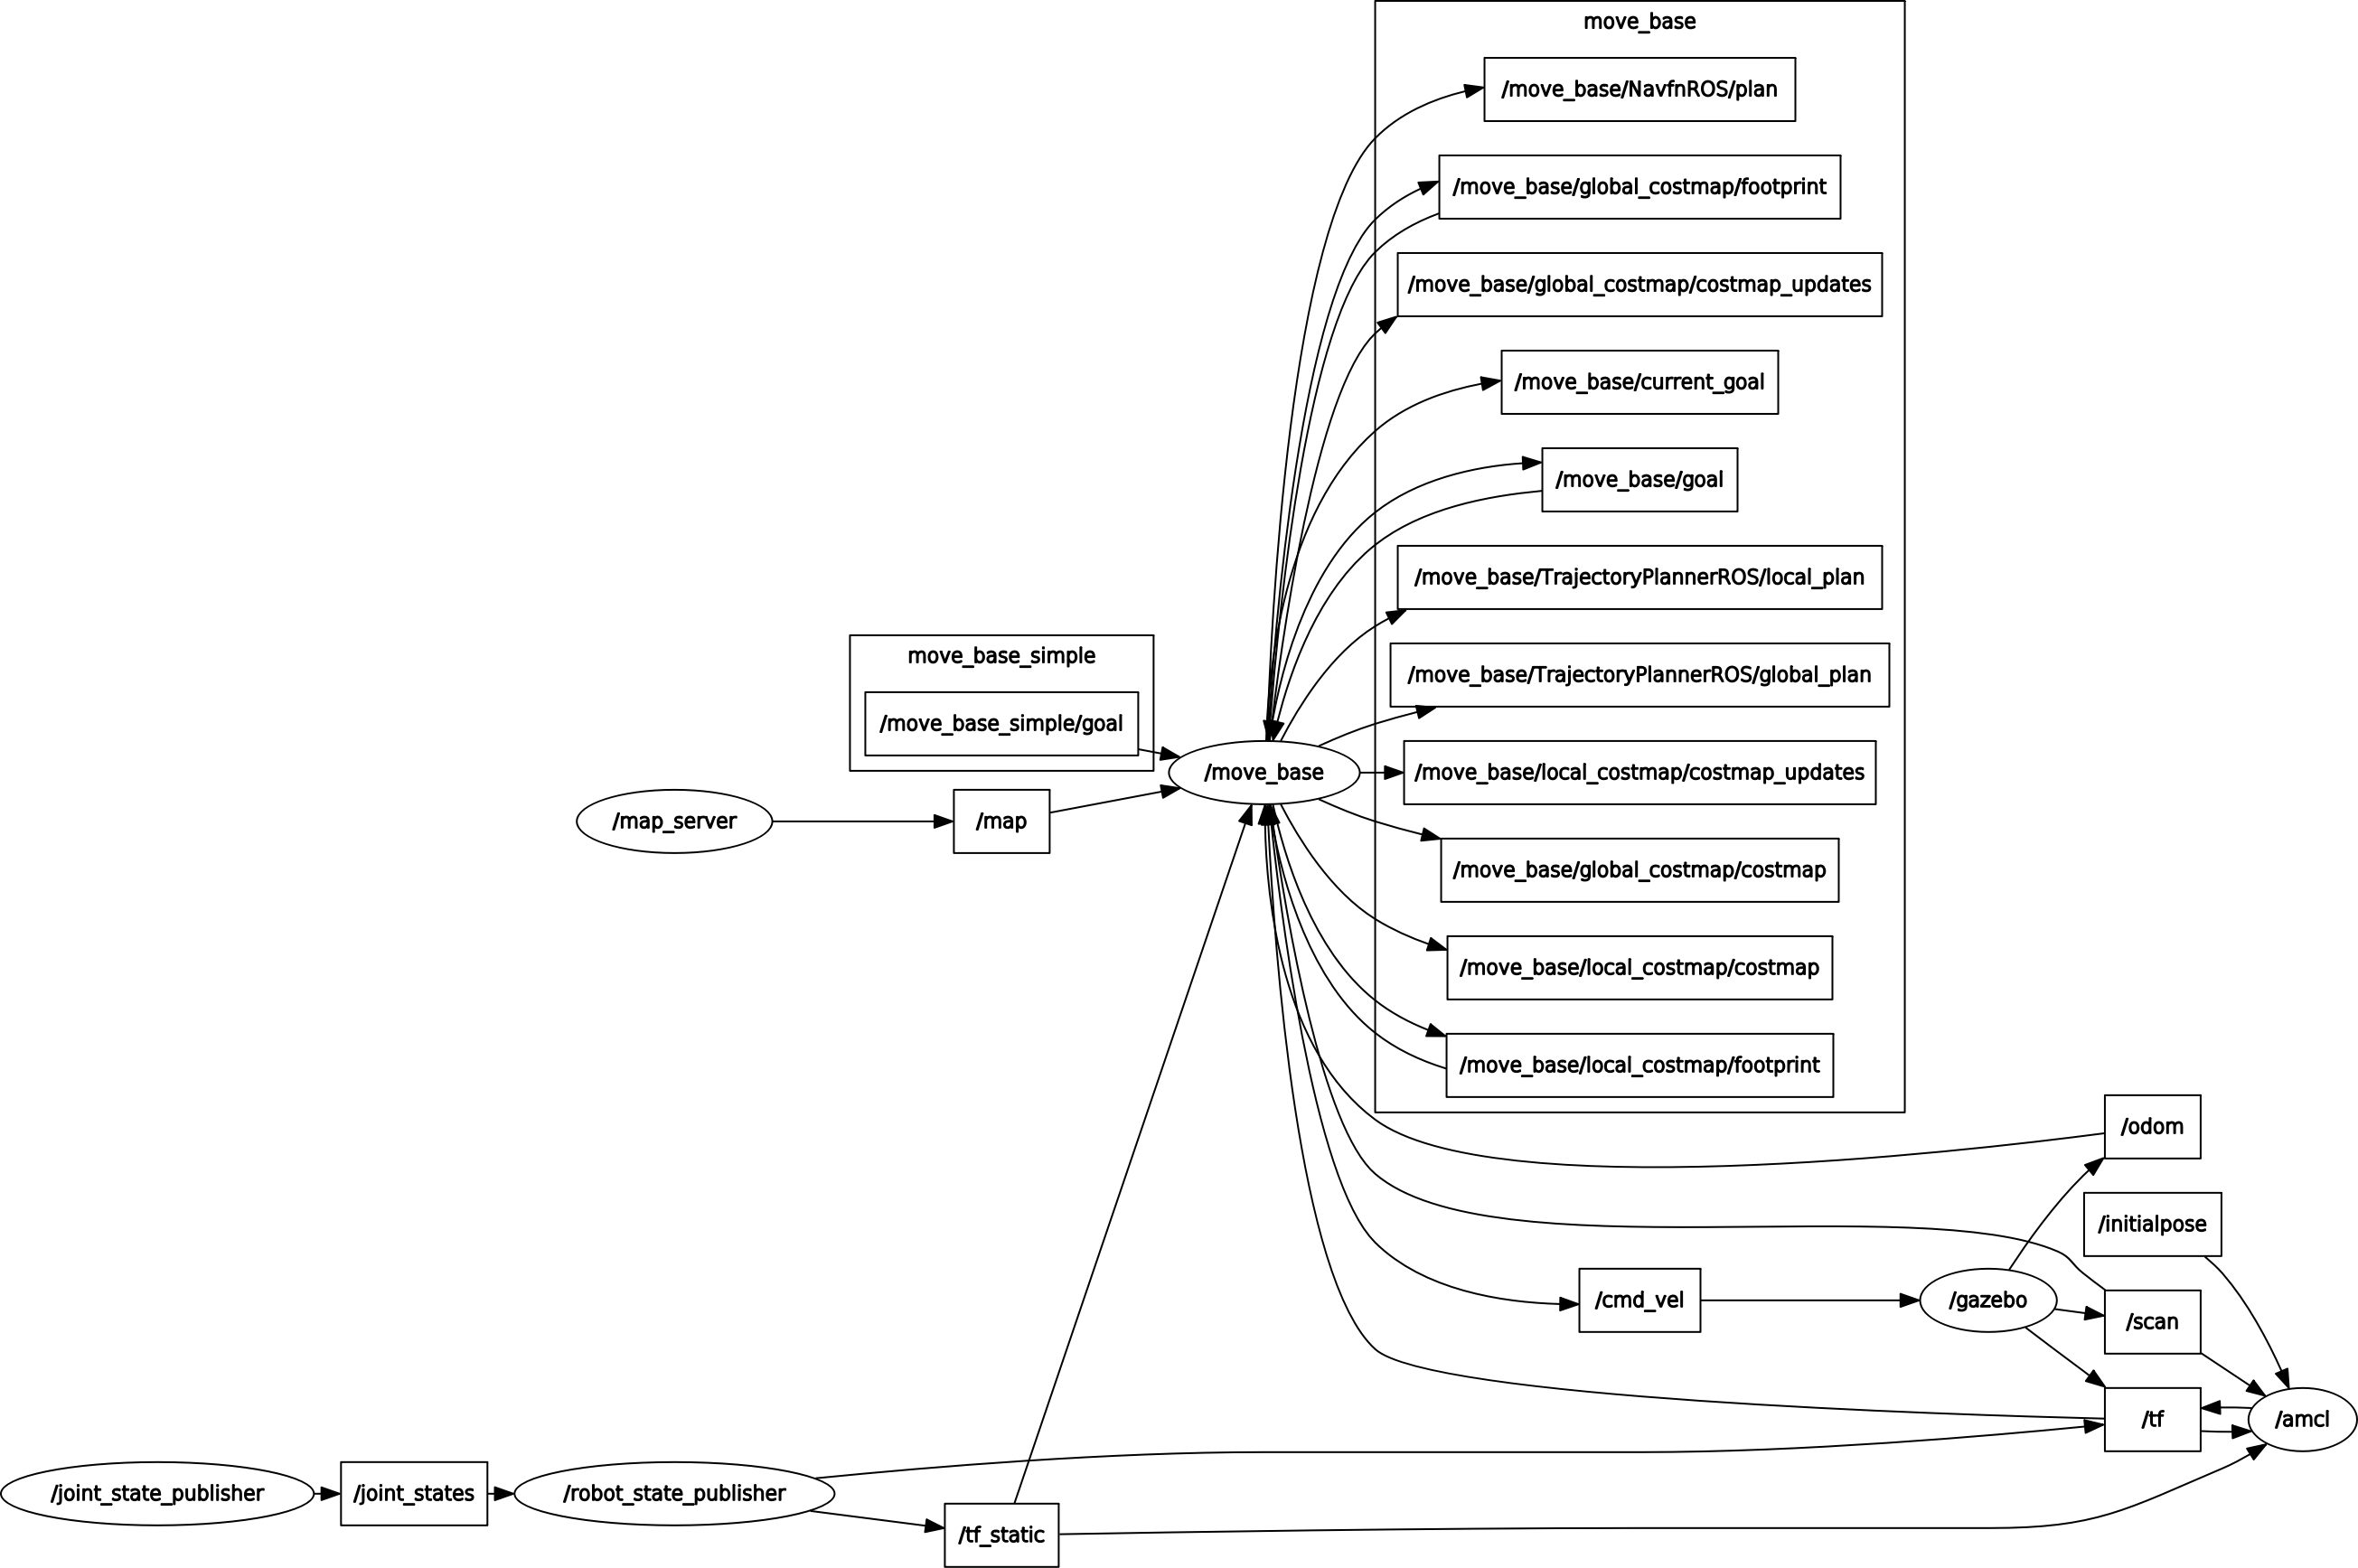 move_base
/move_base/NavfnROS/plan
/move_base/global_costmap/footprint
/move_base/global_costmap/costmap_updates
/move_base/current_goal
/move_base/goal
/move_base/TrajectoryPlannerROS/local_plan
move_base_simple
/move_base/TrajectoryPlannerROS/global_plan
/move_base_simple/goal
/move_base
/move_base/local_costmap/costmap_updates
/map_server
/map
/move_base/global_costmap/costmap
/move_base/local_costmap/costmap
/move_base/local_costmap/footprint
/odom
/initialpose
/cmd_vel
/gazebo
/scan
/tf
/amcl
/joint_state_publisher
/joint_states
/robot_state_publisher
/tf_static